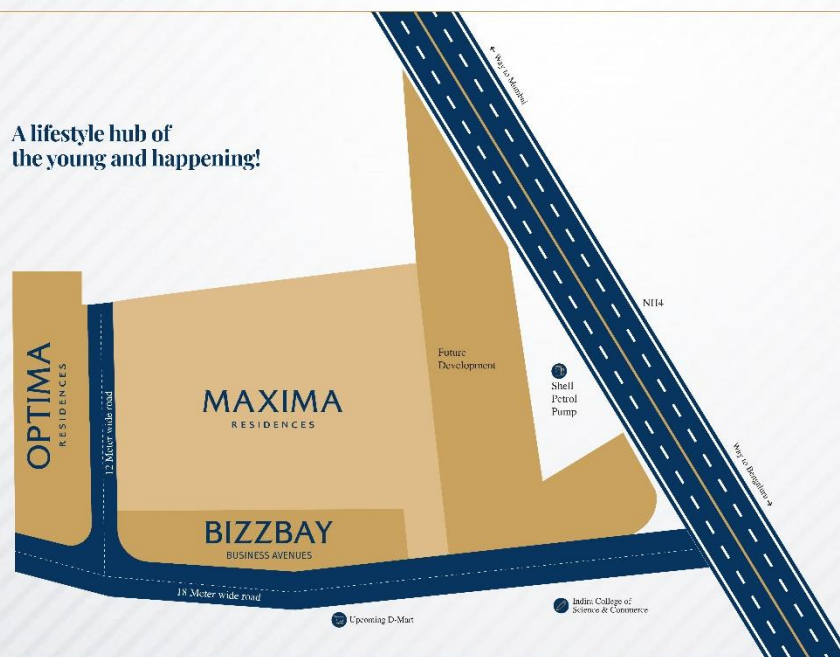 ← Way to Mumbai
A lifestyle hub of
the young and happening!
NH4
Future
Development
Shell
Petrol
Pump
OPTIMA
RESIDENCES
12 Meter wide road
MAXIMA
RESIDENCES
Way to Bengaluru →
BIZZBAY
BUSINESS AVENUES
18 Meter wide road
Upcoming D-Mart
Indira College of
Science & Commerce